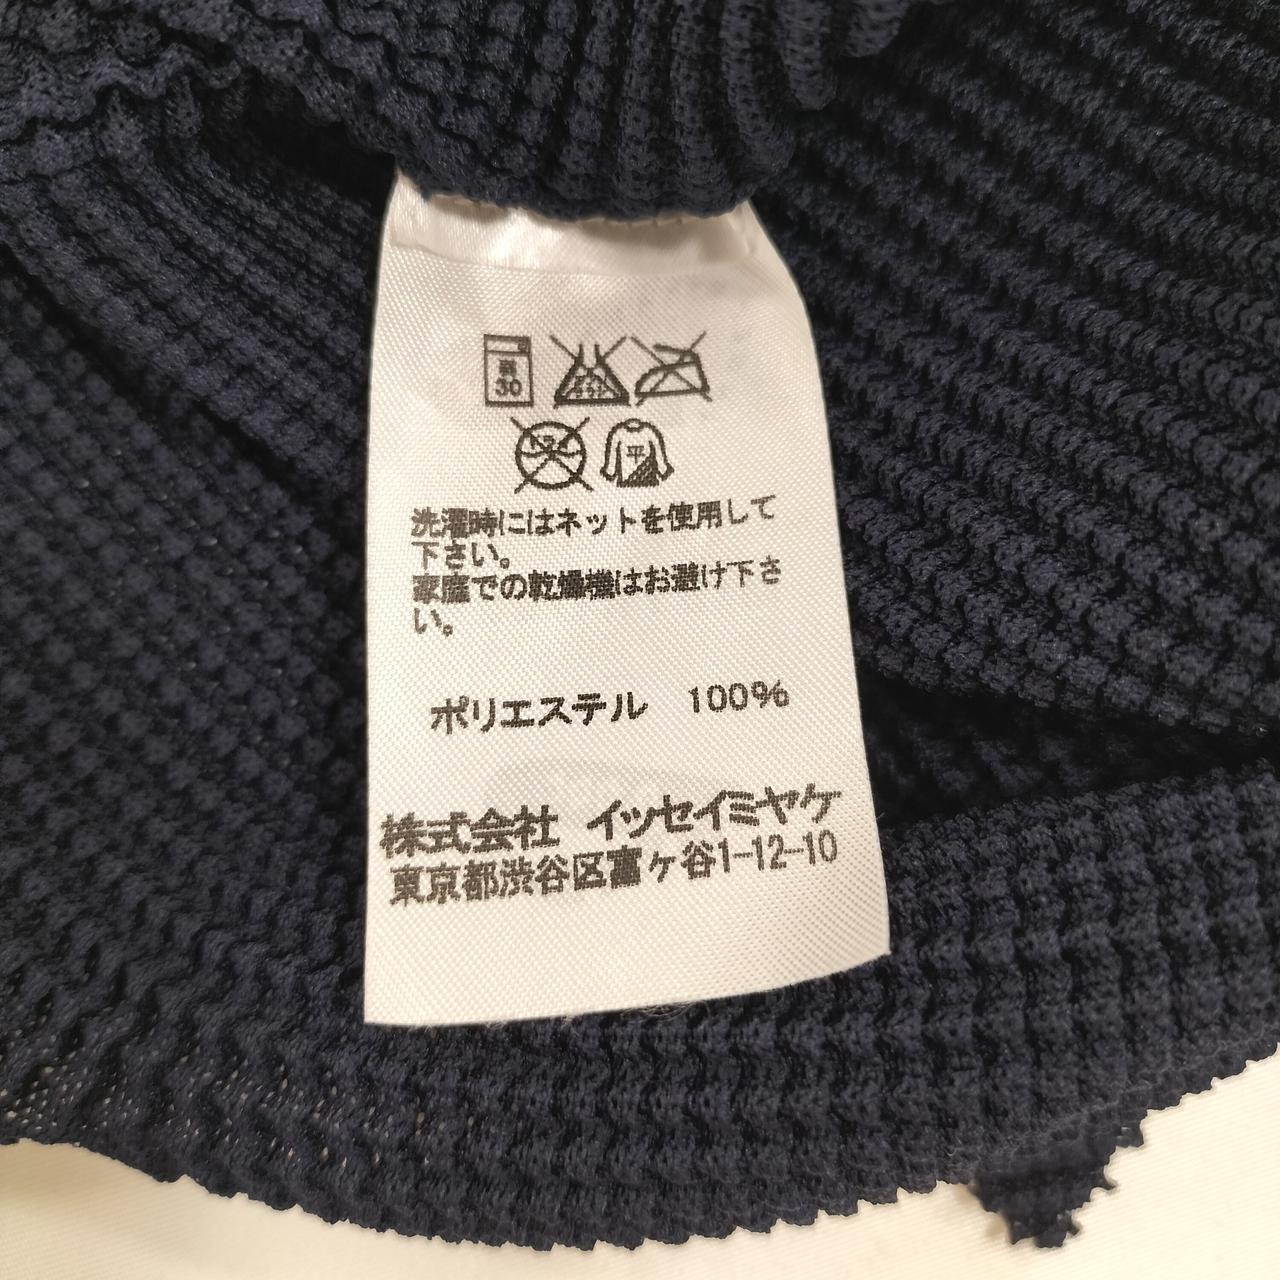 30
平
洗濯時にはネットを使用して
下さい。
家庭での乾燥機はお避け下さ
い。
ポリエステル 100%
株式会社 イッセイミヤケ
東京都渋谷区富ヶ谷1-12-10